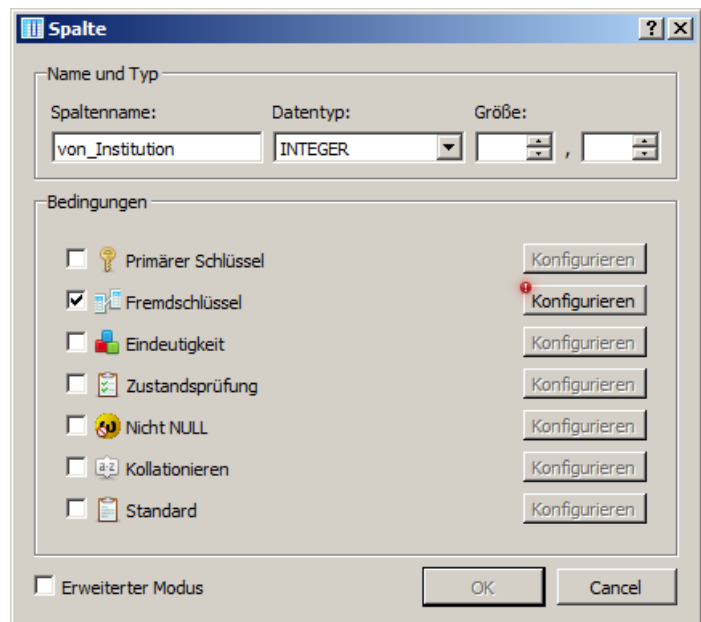 Spalte
Name und Typ
Spaltenname: Datentyp: Größe:
von_Institution INTEGER ,
Bedingungen
Primärer Schlüssel Konfigurieren
Fremdschlüssel Konfigurieren
Eindeutigkeit Konfigurieren
Zustandsprüfung Konfigurieren
Nicht NULL Konfigurieren
a·z Kollationieren Konfigurieren
Standard Konfigurieren
Erweiterter Modus OK Cancel